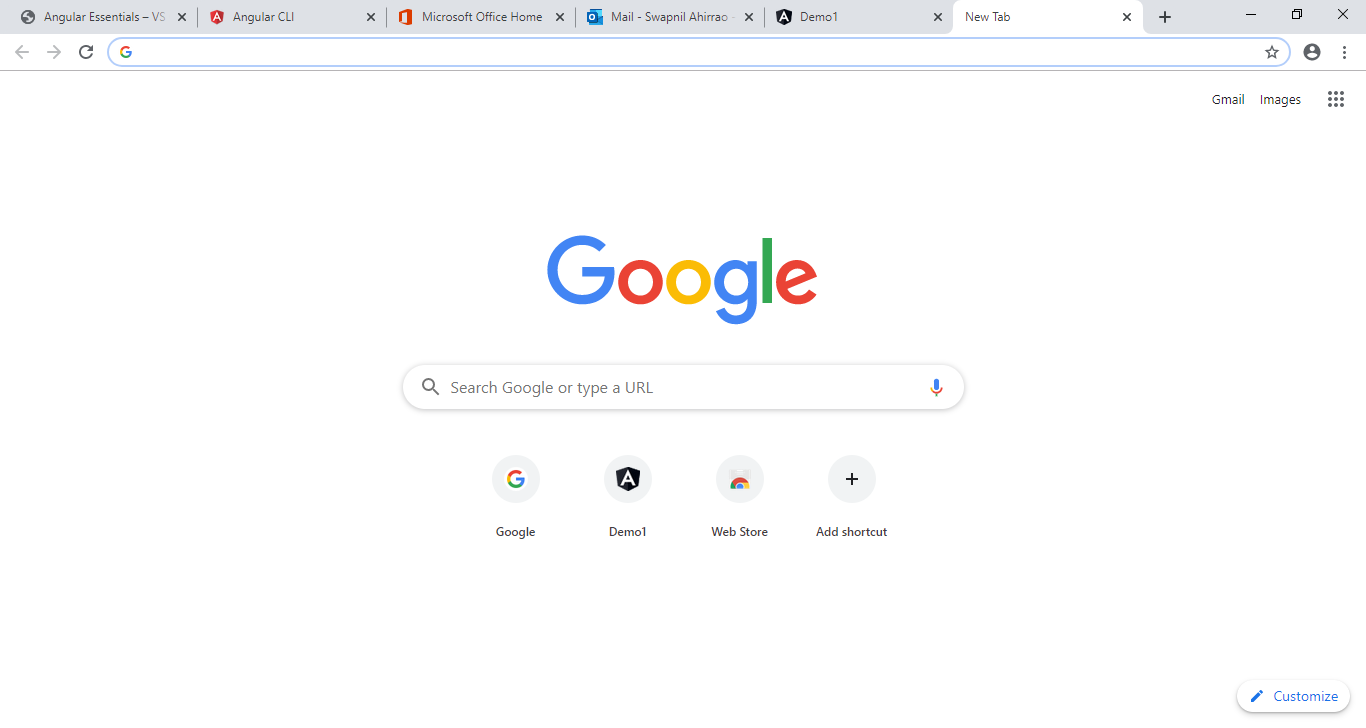 Angular Essentials – VS
Angular CLI
Microsoft Office Home
Mail - Swapnil Ahirrao -
Demo1
New Tab
Gmail
Images
Google
Search Google or type a URL
Google
Demo1
Web Store
Add shortcut
Customize